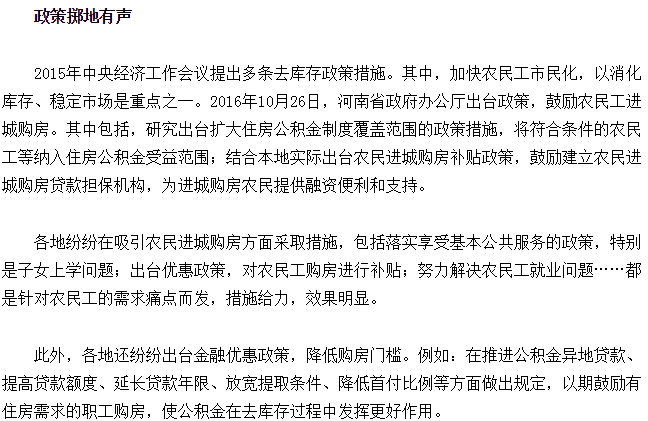 政策掷地有声
2015年中央经济工作会议提出多条去库存政策措施。其中，加快农民工市民化，以消化
库存、稳定市场是重点之一。2016年10月26日，河南省政府办公厅出台政策，鼓励农民工进
城购房。其中包括，研究出台扩大住房公积金制度覆盖范围的政策措施，将符合条件的农民
工等纳入住房公积金受益范围；结合本地实际出台农民进城购房补贴政策，鼓励建立农民进
城购房贷款担保机构，为进城购房农民提供融资便利和支持。
各地纷纷在吸引农民进城购房方面采取措施，包括落实享受基本公共服务的政策，特别
是子女上学问题；出台优惠政策，对农民工购房进行补贴；努力解决农民工就业问题……都
是针对农民工的需求痛点而发，措施给力，效果明显。
此外，各地还纷纷出台金融优惠政策，降低购房门槛。例如：在推进公积金异地贷款、
提高贷款额度、延长贷款年限、放宽提取条件、降低首付比例等方面做出规定，以期鼓励有
住房需求的职工购房，使公积金在去库存过程中发挥更好作用。